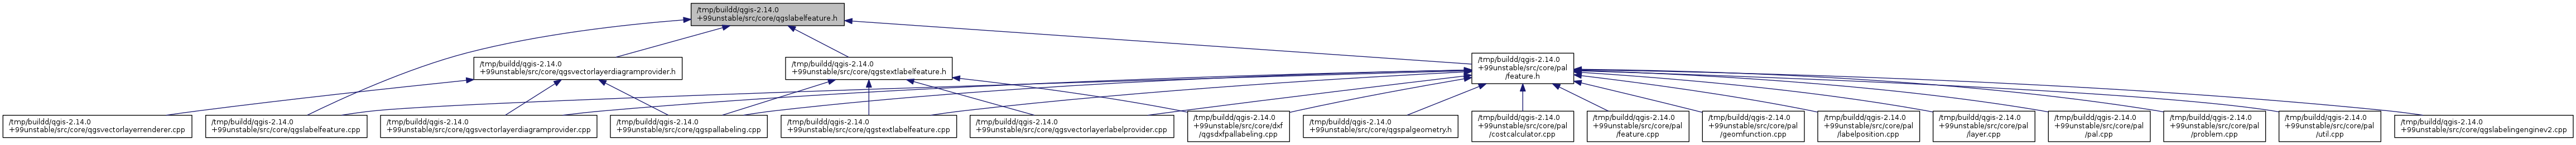 /tmp/buildd/qgis-2.14.0
+99unstable/src/core/qgslabelfeature.h
/tmp/buildd/qgis-2.14.0
+99unstable/src/core/qgsvectorlayerdiagramprovider.h
/tmp/buildd/qgis-2.14.0
+99unstable/src/core/qgstextlabelfeature.h
/tmp/buildd/qgis-2.14.0
+99unstable/src/core/pal
/feature.h
/tmp/buildd/qgis-2.14.0
+99unstable/src/core/qgsvectorlayerrenderer.cpp
/tmp/buildd/qgis-2.14.0
+99unstable/src/core/qgslabelfeature.cpp
/tmp/buildd/qgis-2.14.0
+99unstable/src/core/qgsvectorlayerdiagramprovider.cpp
/tmp/buildd/qgis-2.14.0
+99unstable/src/core/qgspallabeling.cpp
/tmp/buildd/qgis-2.14.0
+99unstable/src/core/qgstextlabelfeature.cpp
/tmp/buildd/qgis-2.14.0
+99unstable/src/core/qgsvectorlayerlabelprovider.cpp
/tmp/buildd/qgis-2.14.0
+99unstable/src/core/dxf
/qgsdxfpallabeling.cpp
/tmp/buildd/qgis-2.14.0
+99unstable/src/core/qgspalgeometry.h
/tmp/buildd/qgis-2.14.0
+99unstable/src/core/pal
/costcalculator.cpp
/tmp/buildd/qgis-2.14.0
+99unstable/src/core/pal
/feature.cpp
/tmp/buildd/qgis-2.14.0
+99unstable/src/core/pal
/geomfunction.cpp
/tmp/buildd/qgis-2.14.0
+99unstable/src/core/pal
/labelposition.cpp
/tmp/buildd/qgis-2.14.0
+99unstable/src/core/pal
/layer.cpp
/tmp/buildd/qgis-2.14.0
+99unstable/src/core/pal
/pal.cpp
/tmp/buildd/qgis-2.14.0
+99unstable/src/core/pal
/problem.cpp
/tmp/buildd/qgis-2.14.0
+99unstable/src/core/pal
/util.cpp
/tmp/buildd/qgis-2.14.0
+99unstable/src/core/qgslabelingenginev2.cpp